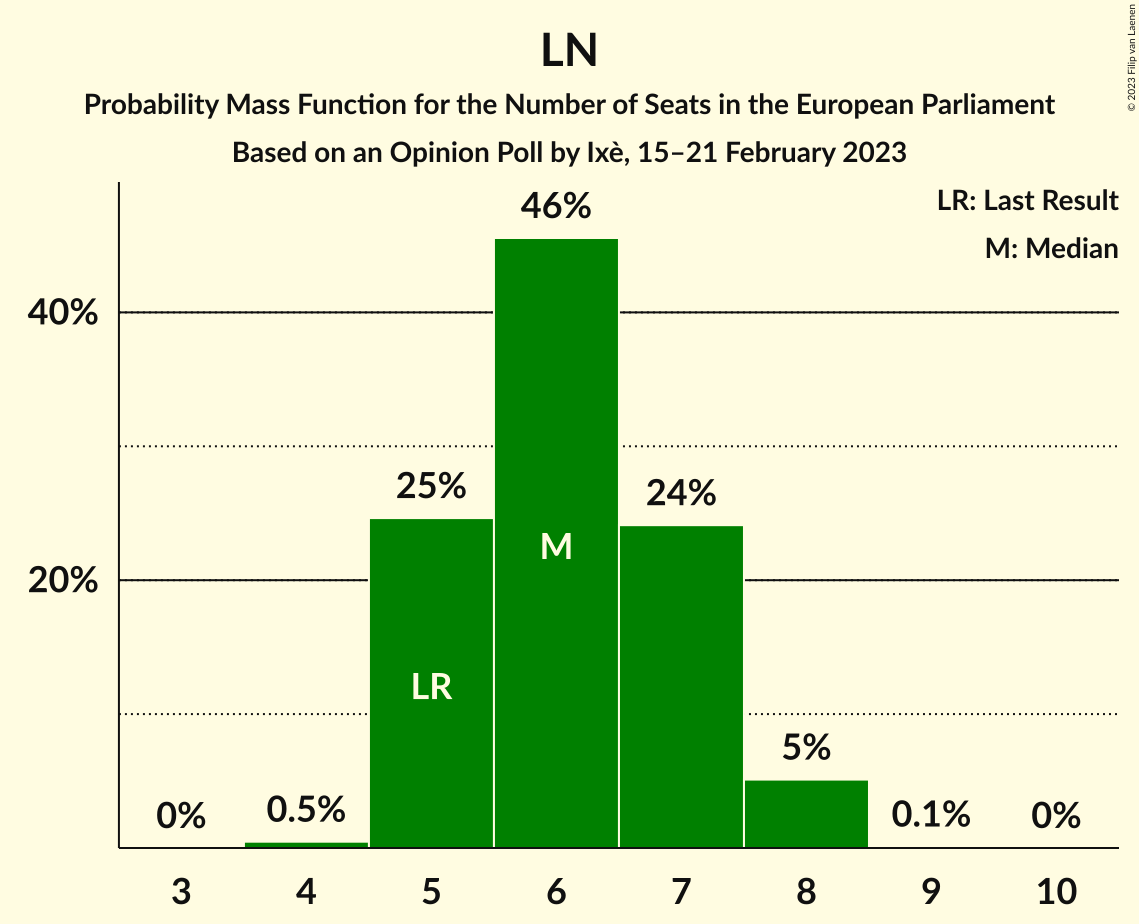 LN
Probability Mass Function for the Number of Seats in the European Parliament
Based on an Opinion Poll by Ixè, 15–21 February 2023
© 2023 Filip van Laenen
LR: Last Result
M: Median
46%
40%
25%
24%
M
20%
LR
5%
0%
0.5%
0.1%
0%
3 4 5 6 7 8 9 10